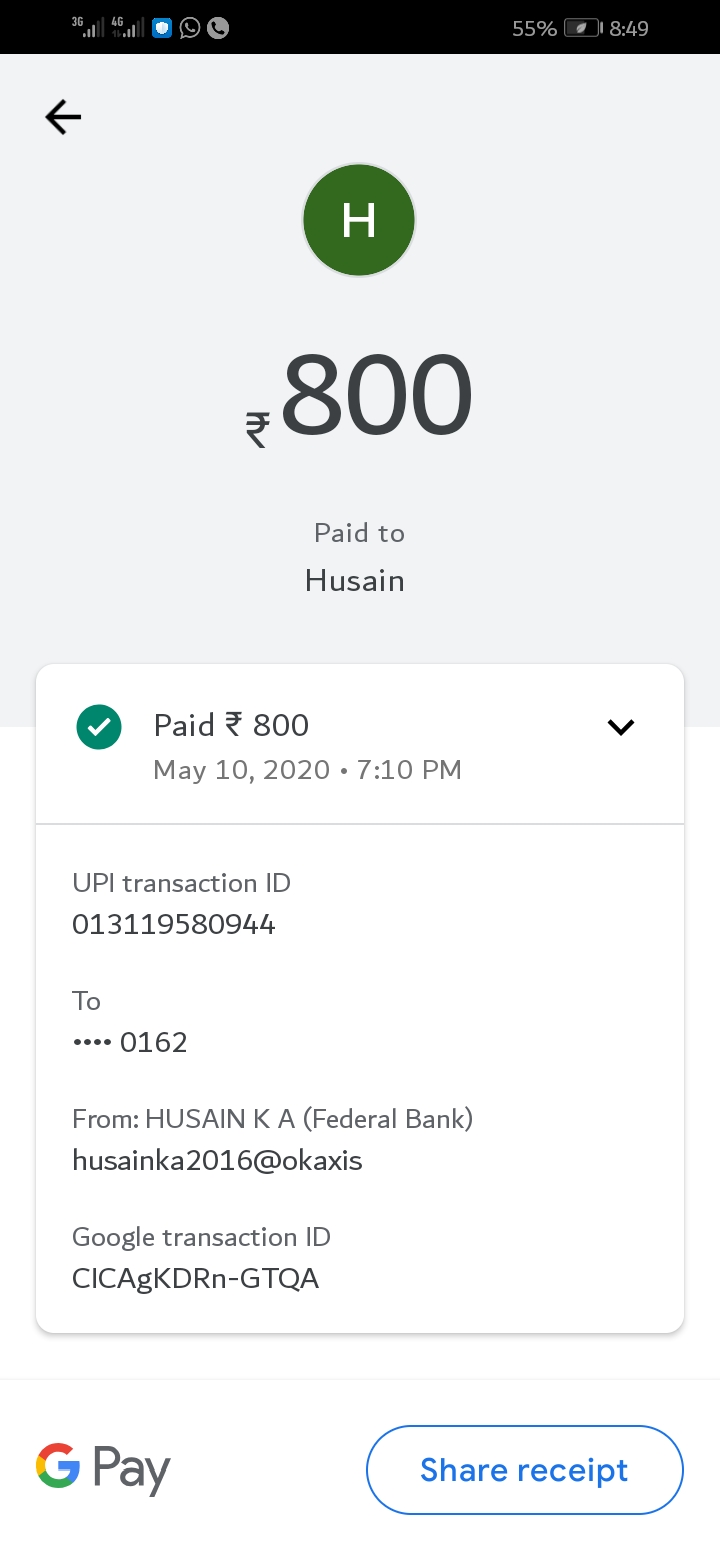 3G 4G 55% 8:49
H
₹800
Paid to
Husain
Paid ₹ 800
May 10, 2020 • 7:10 PM
UPI transaction ID
013119580944
To
•••• 0162
From: HUSAIN K A (Federal Bank)
husainka2016@okaxis
Google transaction ID
CICAgKDRn-GTQA
G Pay
Share receipt